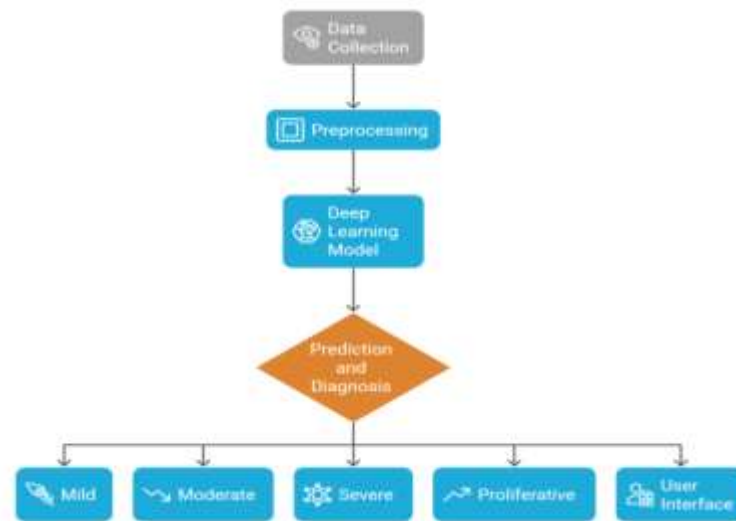 Data
Collection
Preprocessing
Deep
Learning
Model
Prediction
and
Diagnosis
Mild
Moderate
Severe
Proliferative
User
Interface